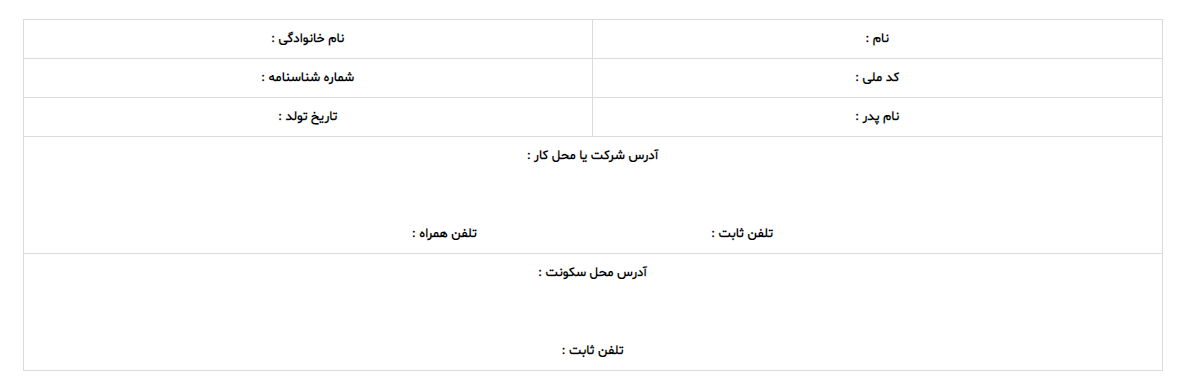 نام :
نام خانوادگی :
کد ملی :
شماره شناسنامه :
نام پدر :
تاریخ تولد :
آدرس شرکت یا محل کار :
تلفن ثابت :
تلفن همراه :
آدرس محل سکونت :
تلفن ثابت :